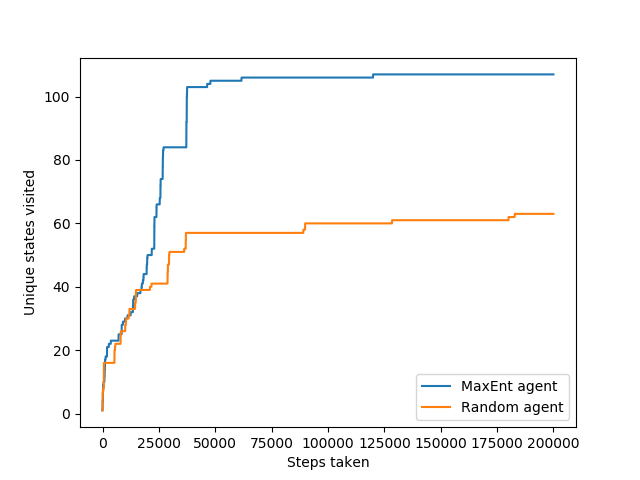 Unique states visited
100
80
60
40
20
0
MaxEnt agent
Random agent
0 25000 50000 75000 100000 125000 150000 175000 200000
Steps taken